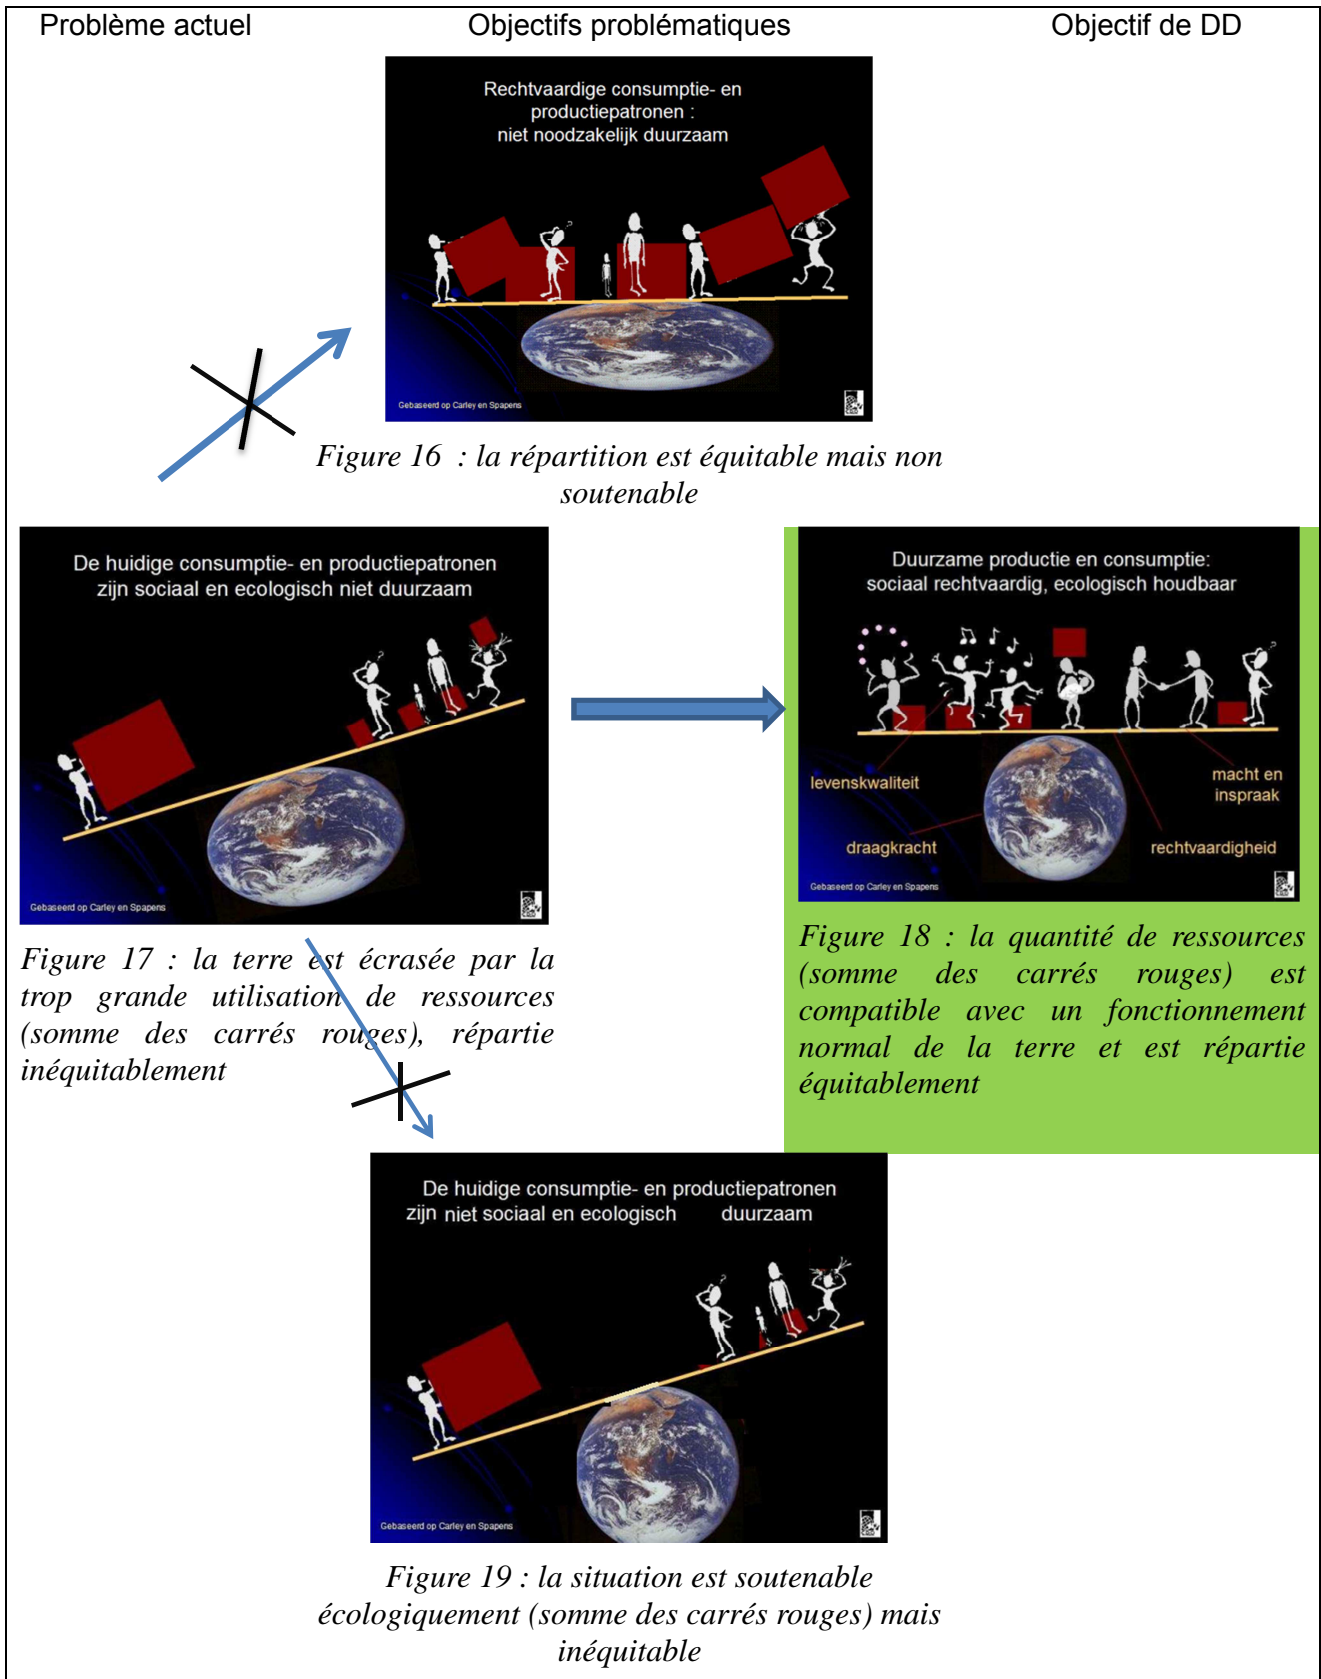 Problème actuel
Objectifs problématiques
Objectif de DD
Rechtvaardige consumptie- en
productiepatronen :
niet noodzakelijk duurzaam
Gebaseerd op Carley en Spapens
Figure 16 : la répartition est équitable mais non
soutenable
De huidige consumptie- en productiepatronen
zijn sociaal en ecologisch niet duurzaam
Gebaseerd op Carley en Spapens
Figure 17 : la terre est écrasée par la
trop grande utilisation de ressources
(somme des carrés rouges), répartie
inéquitablement
Duurzame productie en consumptie:
sociaal rechtvaardig, ecologisch houdbaar
levenskwaliteit
macht en
inspraak
draagkracht
rechtvaardigheid
Gebaseerd op Carley en Spapens
Figure 18 : la quantité de ressources
(somme des carrés rouges) est
compatible avec un fonctionnement
normal de la terre et est répartie
équitablement
De huidige consumptie- en productiepatronen
zijn niet sociaal en ecologisch duurzaam
Gebaseerd op Carley en Spapens
Figure 19 : la situation est soutenable
écologiquement (somme des carrés rouges) mais
inéquitable